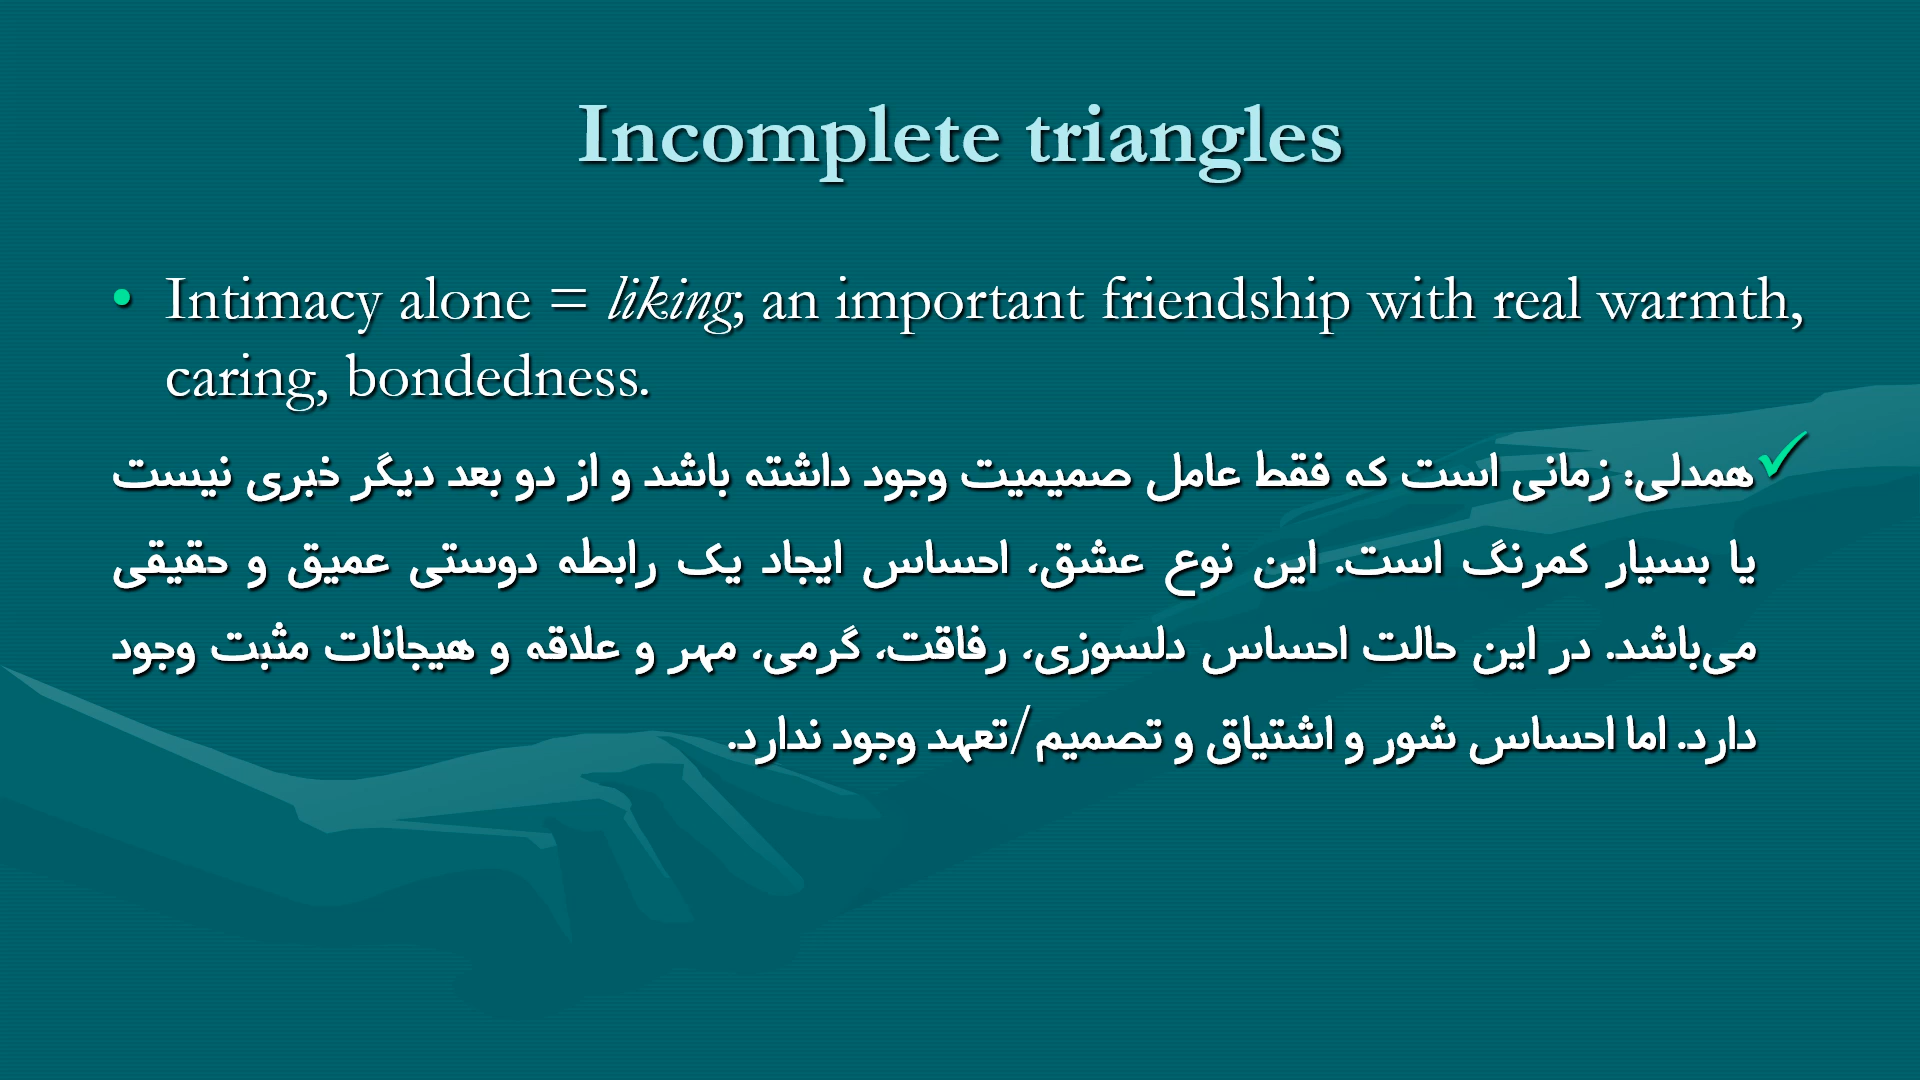 Incomplete triangles
• Intimacy alone = liking; an important friendship with real warmth,
caring, bondedness.
✓همدلی: زمانی است که فقط عامل صمیمیت وجود داشته باشد و از دو بعد دیگر خبری نیست
یا بسیار کمرنگ است. این نوع عشق، احساس ایجاد یک رابطه دوستی عمیق و حقیقی
می‌باشد. در این حالت احساس دلسوزی، رفاقت، گرمی، مهر و علاقه و هیجانات مثبت وجود
دارد. اما احساس شور و اشتیاق و تصمیم/تعهد وجود ندارد.